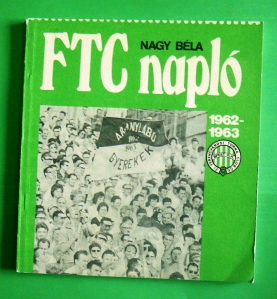 NAGY BÉLA
FTC napló
1962-
1963
ARANYLÁBÚ
GYEREKEK